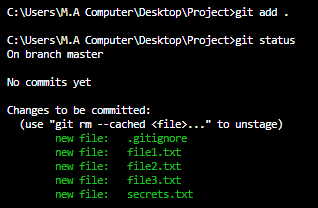 C:\Users\M.A Computer\Desktop\Project>git add .
C:\Users\M.A Computer\Desktop\Project>git status
On branch master
No commits yet
Changes to be committed:
(use "git rm --cached <file>..." to unstage)
new file: .gitignore
new file: file1.txt
new file: file2.txt
new file: file3.txt
new file: secrets.txt